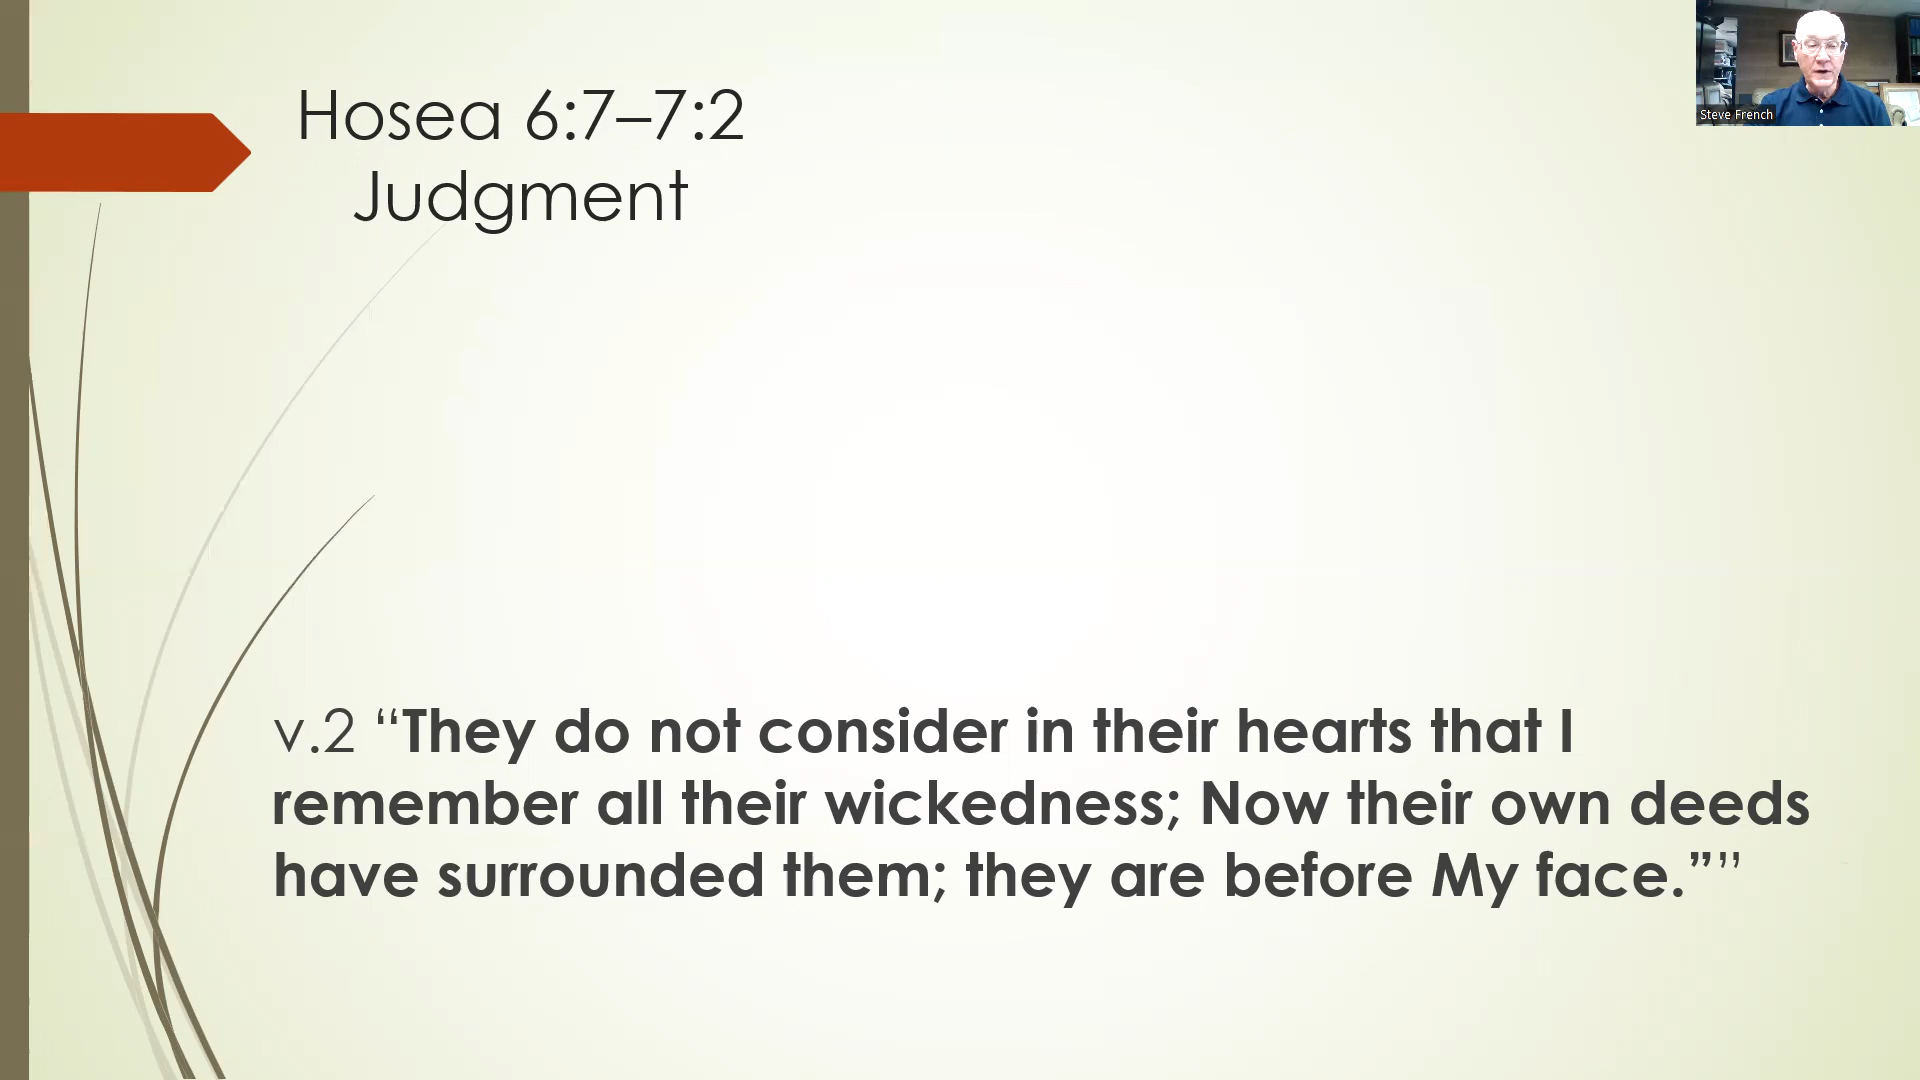 Hosea 6:7–7:2
Judgment
Steve French
v.2 “They do not consider in their hearts that I
remember all their wickedness; Now their own deeds
have surrounded them; they are before My face.””